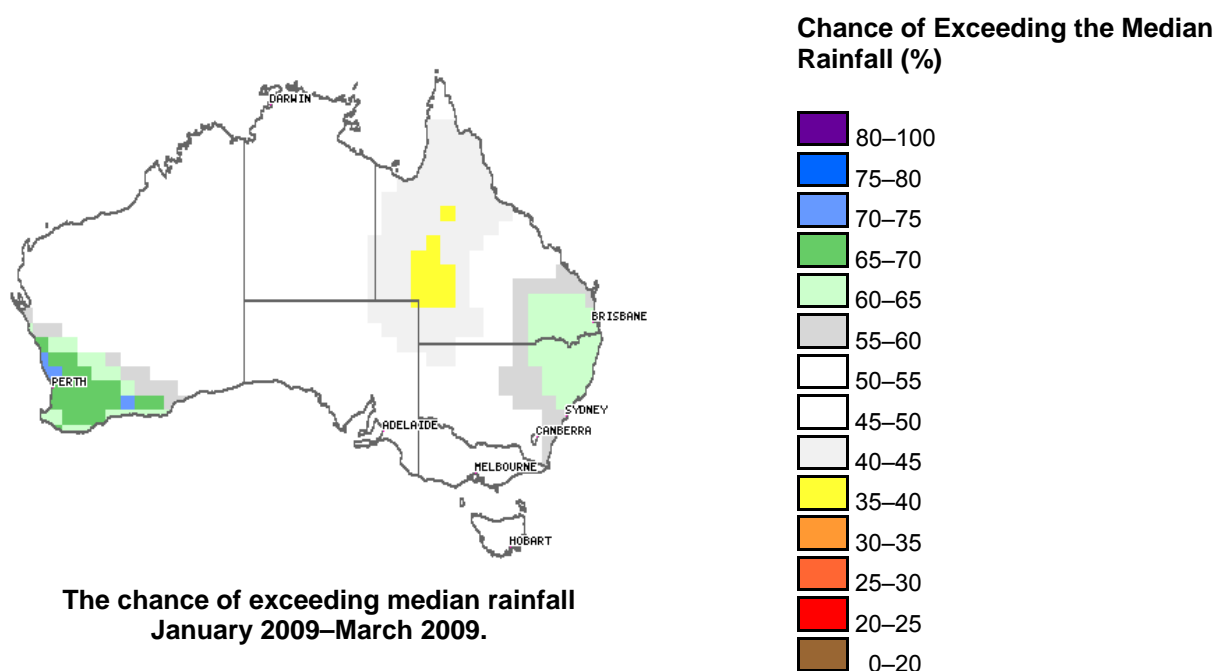 Chance of Exceeding the Median
Rainfall (%)
80–100
75–80
70–75
65–70
60–65
55–60
50–55
45–50
40–45
35–40
30–35
25–30
20–25
0–20
DARWIN
BRISBANE
PERTH
SYDNEY
ADELAIDE
CANBERRA
MELBOURNE
HOBART
The chance of exceeding median rainfall
January 2009–March 2009.